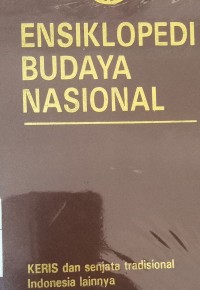 ENSIKLOPEDI
BUDAYA
NASIONAL
KERIS dan senjata tradisional
Indonesia lainnya